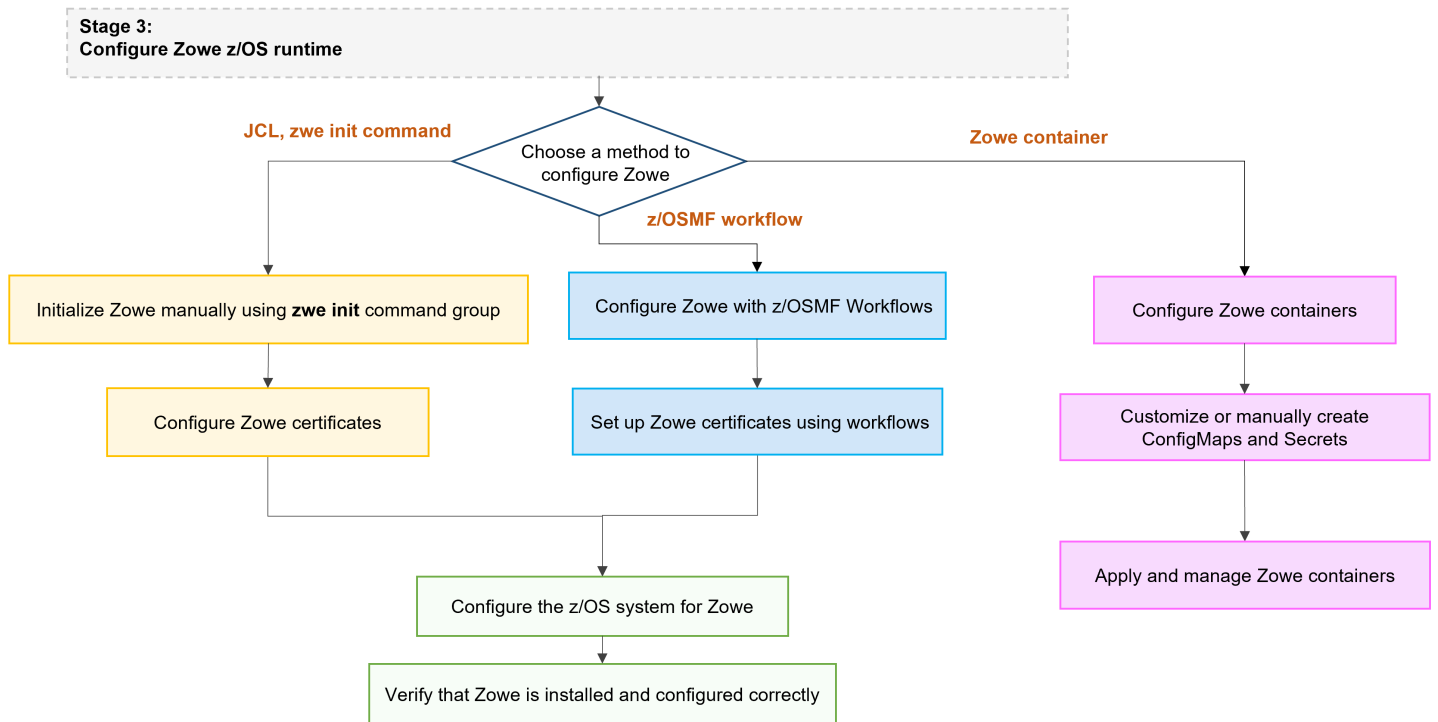 Stage 3:
Configure Zowe z/OS runtime
JCL, zwe init command
Zowe container
Choose a method to
configure Zowe
z/OSMF workflow
Initialize Zowe manually using zwe init command group
Configure Zowe with z/OSMF Workflows
Configure Zowe containers
Configure Zowe certificates
Set up Zowe certificates using workflows
Customize or manually create
ConfigMaps and Secrets
Apply and manage Zowe containers
Configure the z/OS system for Zowe
Verify that Zowe is installed and configured correctly